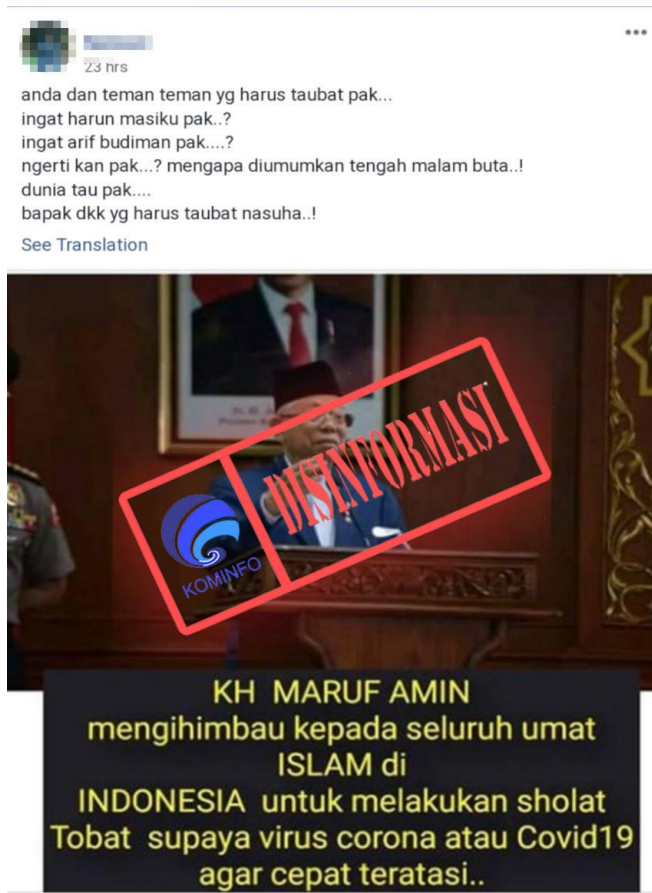 23 hrs
anda dan teman teman yg harus taubat pak...
ingat harun masiku pak..?
ingat arif budiman pak....?
ngerti kan pak...? mengapa diumumkan tengah malam buta..!
dunia tau pak....
bapak dkk yg harus taubat nasuha..!
See Translation
DISINFORMASI
KOMINFO
KH MARUF AMIN
mengihimbau kepada seluruh umat
ISLAM di
INDONESIA untuk melakukan sholat
Tobat supaya virus corona atau Covid19
agar cepat teratasi..